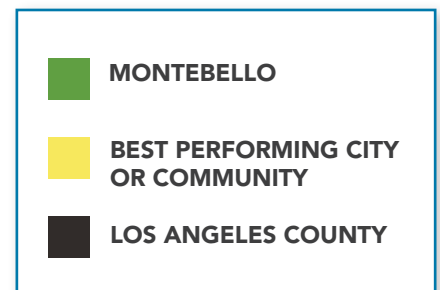 MONTEBELLO
BEST PERFORMING CITY
OR COMMUNITY
LOS ANGELES COUNTY